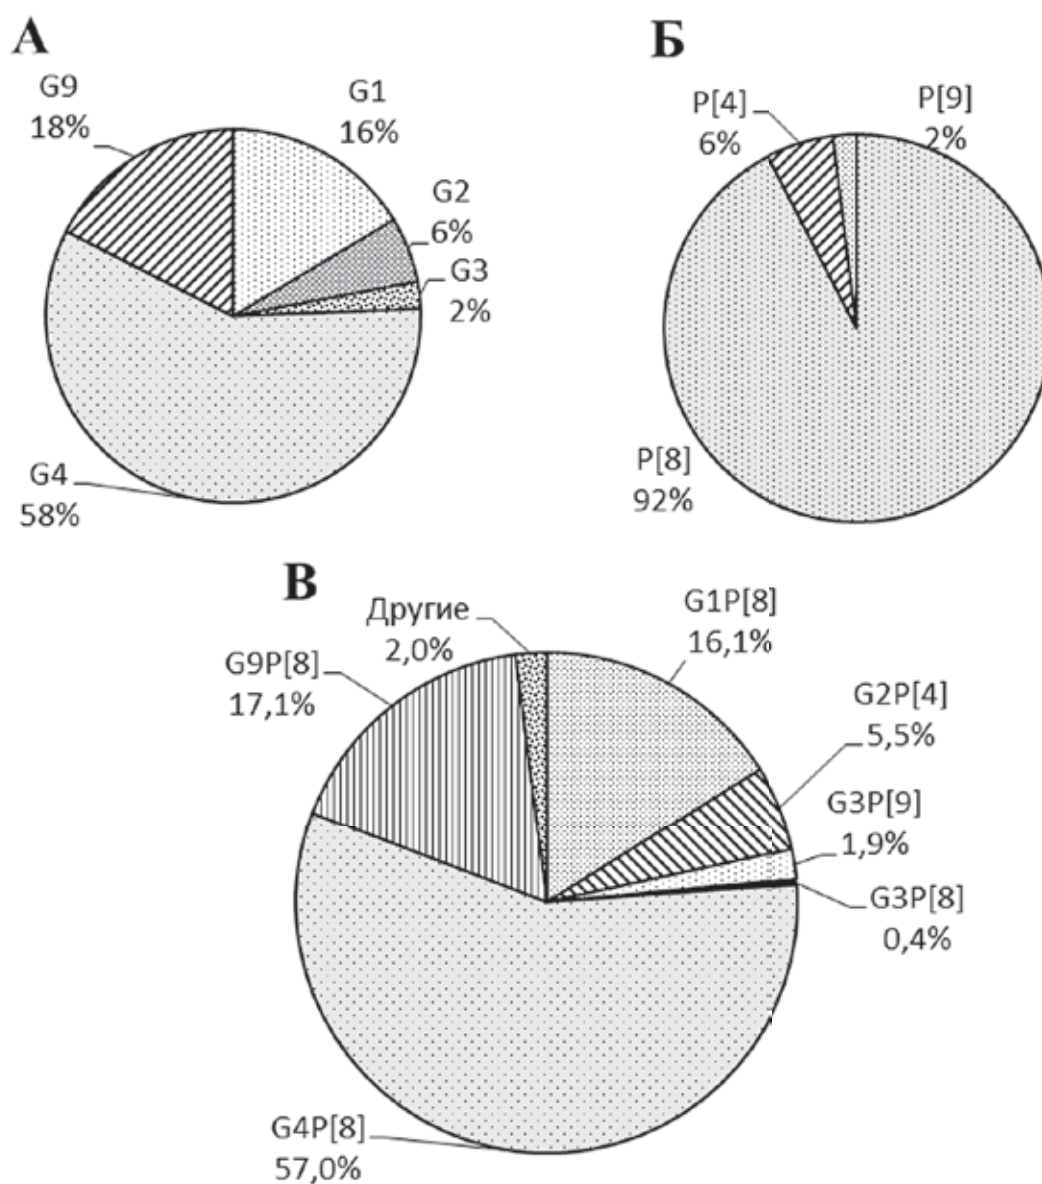 А
G9
18%
G1
16%
G2
6%
G3
2%
G4
58%
Б
P[4]
6%
P[9]
2%
P[8]
92%
В
Другие
2,0%
G1P[8]
16,1%
G9P[8]
17,1%
G2P[4]
5,5%
G3P[9]
1,9%
G3P[8]
0,4%
G4P[8]
57,0%